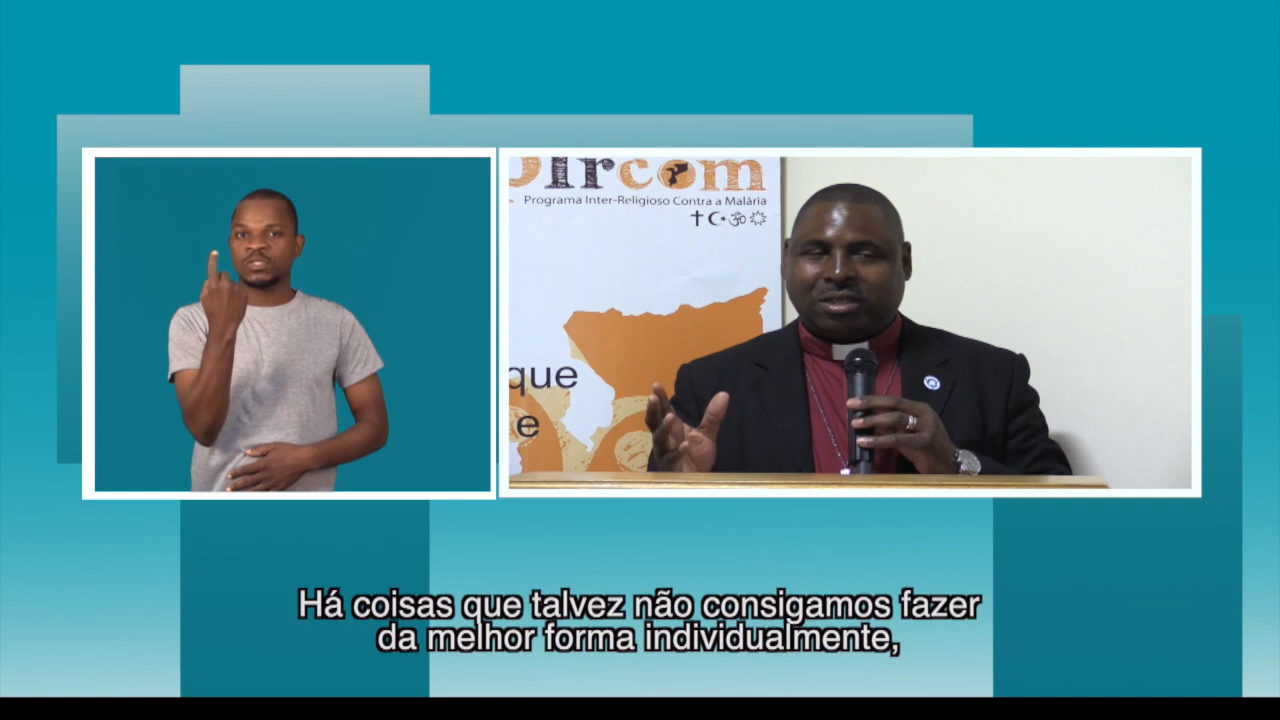 Pircom
Programa Inter-Religioso Contra a Malária
que
e
Há coisas que talvez não consigamos fazer
da melhor forma individualmente,